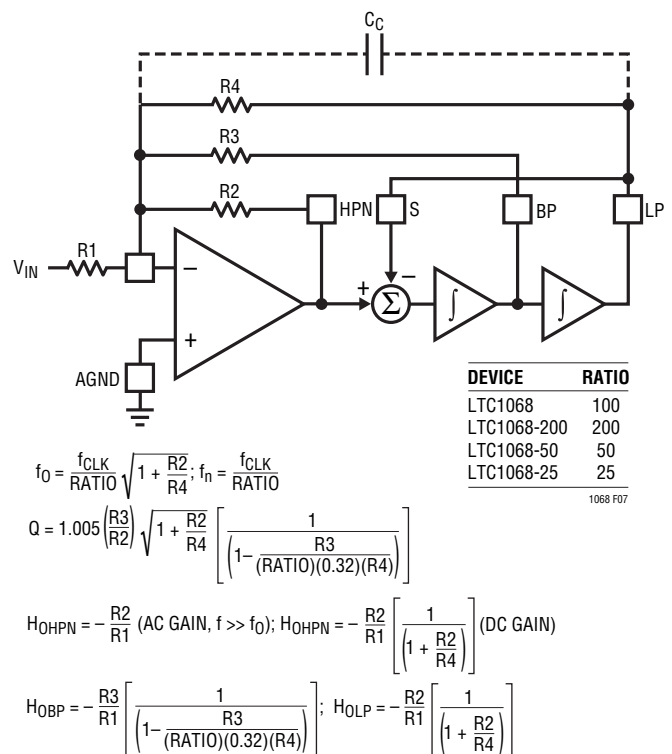 C_C
R4
R3
R2
HPN
S
BP
LP
R1
V_IN
−
+
+
−
Σ
∫
∫
AGND
DEVICE RATIO
LTC1068 100
LTC1068-200 200
LTC1068-50 50
LTC1068-25 25
1068 F07
f_O = f_CLK/RATIO √(1 + R2/R4); f_n = f_CLK/RATIO
Q = 1.005 (R3/R2) √(1 + R2/R4) [1/(1 − R3/((RATIO)(0.32)(R4)))]
H_OHPN = − R2/R1 (AC GAIN, f >> f_O); H_OHPN = − R2/R1 [1/(1 + R2/R4)] (DC GAIN)
H_OBP = − R3/R1 [1/(1 − R3/((RATIO)(0.32)(R4)))]; H_OLP = − R2/R1 [1/(1 + R2/R4)]